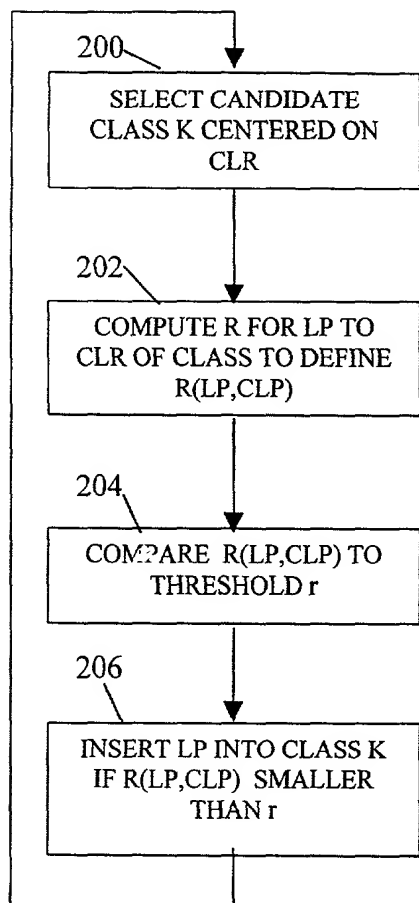 200
SELECT CANDIDATE
CLASS K CENTERED ON
CLR
202
COMPUTE R FOR LP TO
CLR OF CLASS TO DEFINE
R(LP,CLP)
204
COMPARE R(LP,CLP) TO
THRESHOLD r
206
INSERT LP INTO CLASS K
IF R(LP,CLP) SMALLER
THAN r